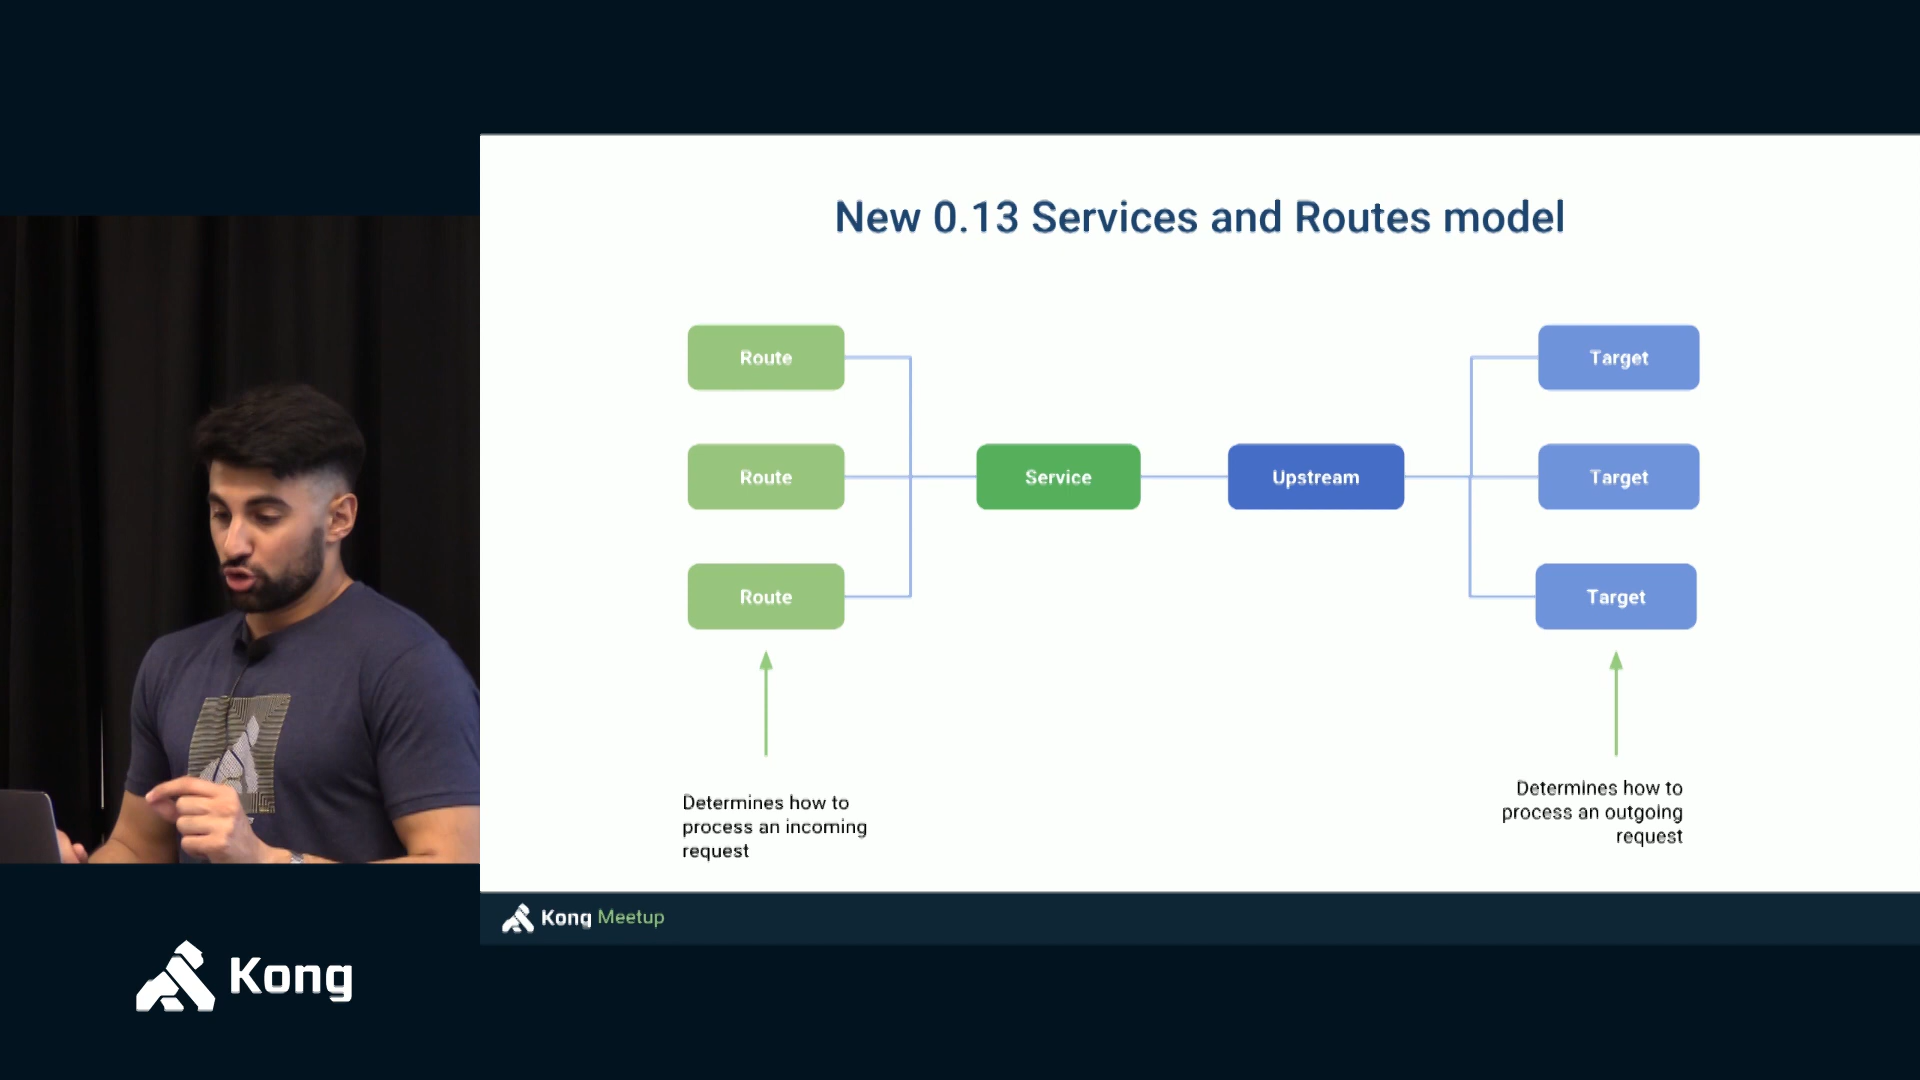 New 0.13 Services and Routes model
Route
Target
Route
Service
Upstream
Target
Route
Target
Determines how to
process an incoming
request
Determines how to
process an outgoing
request
Kong Meetup
Kong